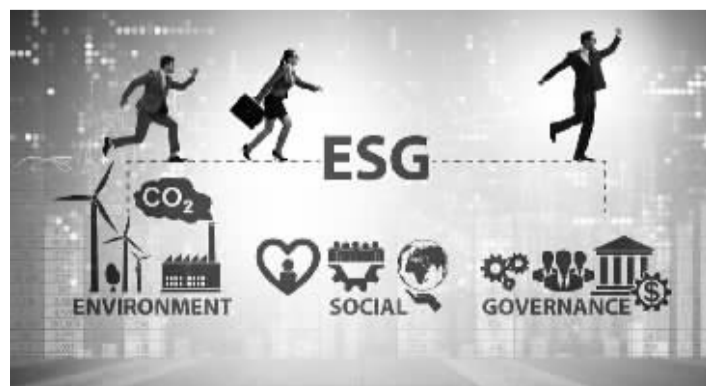 ESG
CO2
ENVIRONMENT
SOCIAL
GOVERNANCE
$